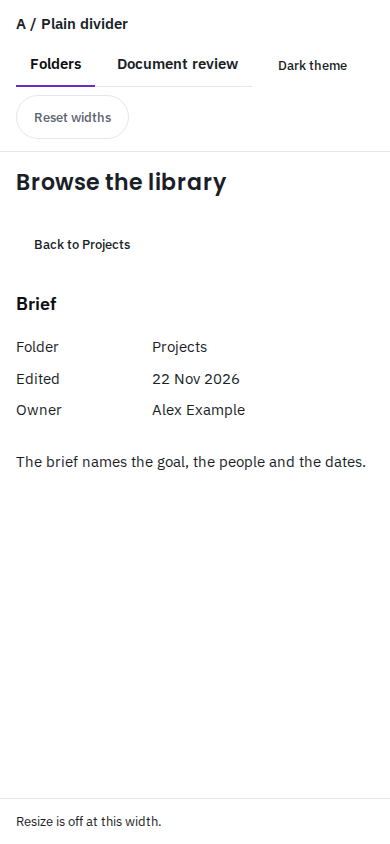 A / Plain divider
Folders Document review Dark theme
Reset widths
Browse the library
Back to Projects
Brief
Folder Projects
Edited 22 Nov 2026
Owner Alex Example
The brief names the goal, the people and the dates.
Resize is off at this width.